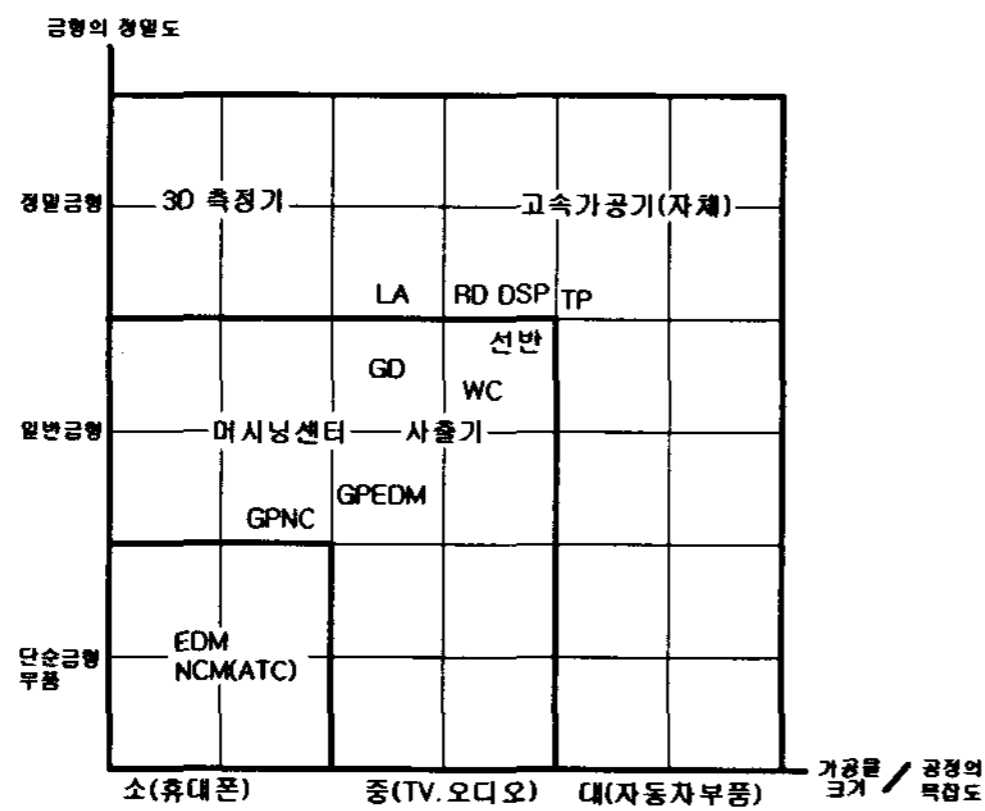 금형의 정밀도
정밀금형
3D 측정기
고속가공기(자체)
LA
RD DSP
TP
선반
GD
WC
일반금형
머시닝센터
사출기
GPEDM
GPNC
단순금형
부품
EDM
NCM(ATC)
소(휴대폰)
중(TV.오디오)
대(자동차부품)
가공물
크기
/
공정의
복잡도